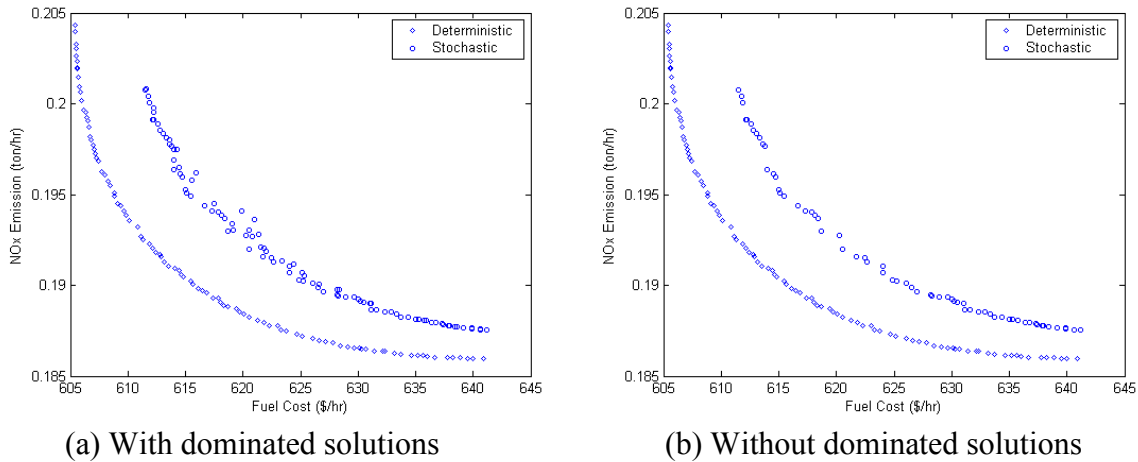 0.205
0.2
0.195
0.19
0.185
NOx Emission (ton/hr)
605 610 615 620 625 630 635 640 645
Fuel Cost ($/hr)
Deterministic
Stochastic
(a) With dominated solutions
0.205
0.2
0.195
0.19
0.185
NOx Emission (ton/hr)
605 610 615 620 625 630 635 640 645
Fuel Cost ($/hr)
Deterministic
Stochastic
(b) Without dominated solutions